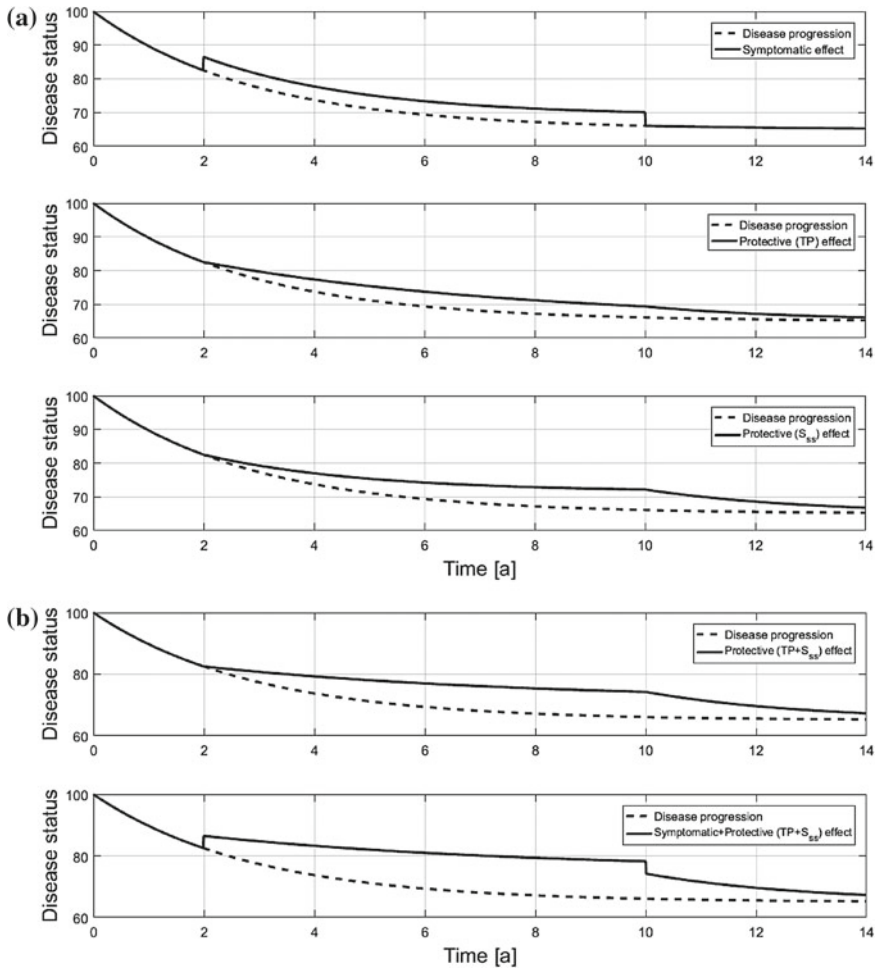 (a)
Disease status
100
90
80
70
60
Disease progression
Symptomatic effect
0 2 4 6 8 10 12 14
Disease status
100
90
80
70
60
Disease progression
Protective (TP) effect
0 2 4 6 8 10 12 14
Disease status
100
90
80
70
60
Disease progression
Protective (Sss) effect
0 2 4 6 8 10 12 14
Time [a]
(b)
Disease status
100
80
60
Disease progression
Protective (TP+Sss) effect
0 2 4 6 8 10 12 14
Disease status
100
80
60
Disease progression
Symptomatic+Protective (TP+Sss) effect
0 2 4 6 8 10 12 14
Time [a]